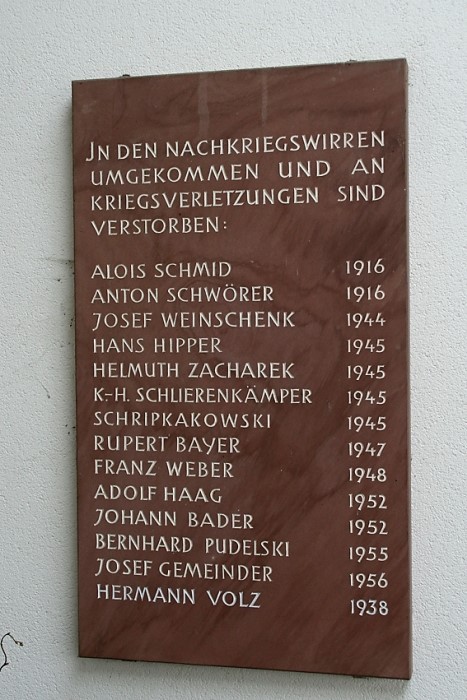 JN DEN NACHKRIEGSWIRREN
UMGEKOMMEN UND AN
KRIEGSVERLETZUNGEN SIND
VERSTORBEN:
ALOIS SCHMID 1916
ANTON SCHWÖRER 1916
JOSEF WEINSCHENK 1944
HANS HIPPER 1945
HELMUTH ZACHAREK 1945
K.-H. SCHLIERENKÄMPER 1945
SCHRIPKAKOWSKI 1945
RUPERT BAYER 1947
FRANZ WEBER 1948
ADOLF HAAG 1952
JOHANN BADER 1952
BERNHARD PUDELSKI 1955
JOSEF GEMEINDER 1956
HERMANN VOLZ 1938